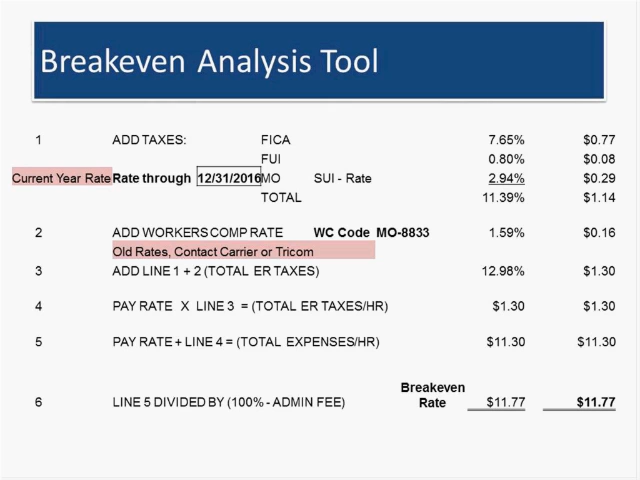 Breakeven Analysis Tool
1 ADD TAXES: FICA 7.65% $0.77
FUI 0.80% $0.08
Current Year Rate Rate through 12/31/2016 MO SUI - Rate 2.94% $0.29
TOTAL 11.39% $1.14
2 ADD WORKERS COMP RATE WC Code MO-8833 1.59% $0.16
Old Rates, Contact Carrier or Tricom
3 ADD LINE 1 + 2 (TOTAL ER TAXES) 12.98% $1.30
4 PAY RATE X LINE 3 = (TOTAL ER TAXES/HR) $1.30 $1.30
5 PAY RATE + LINE 4 = (TOTAL EXPENSES/HR) $11.30 $11.30
Breakeven
6 LINE 5 DIVIDED BY (100% - ADMIN FEE) Rate $11.77 $11.77